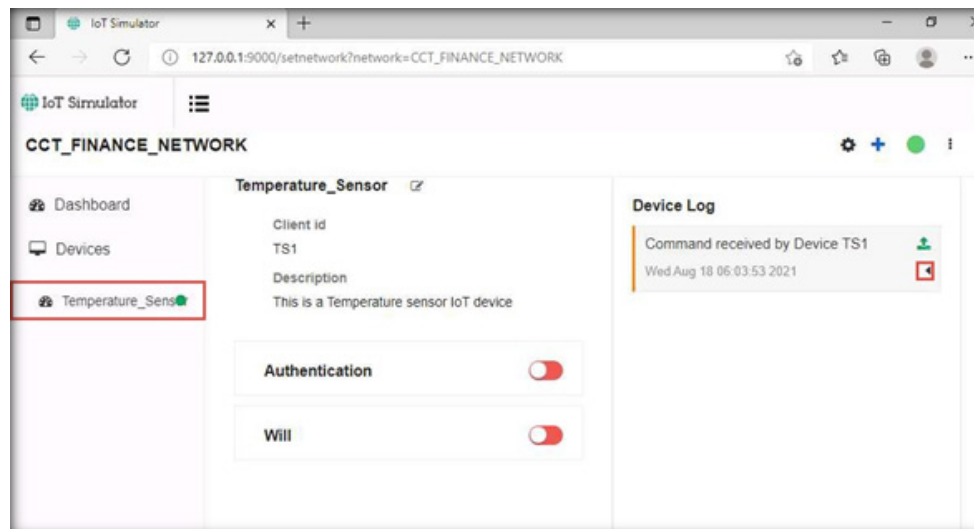 IoT Simulator
127.0.0.1:9000/setnetwork?network=CCT_FINANCE_NETWORK
IoT Simulator
CCT_FINANCE_NETWORK
Dashboard
Devices
Temperature_Sensor
Temperature_Sensor
Client id
TS1
Description
This is a Temperature sensor IoT device
Authentication
Will
Device Log
Command received by Device TS1
Wed Aug 18 06:03:53 2021